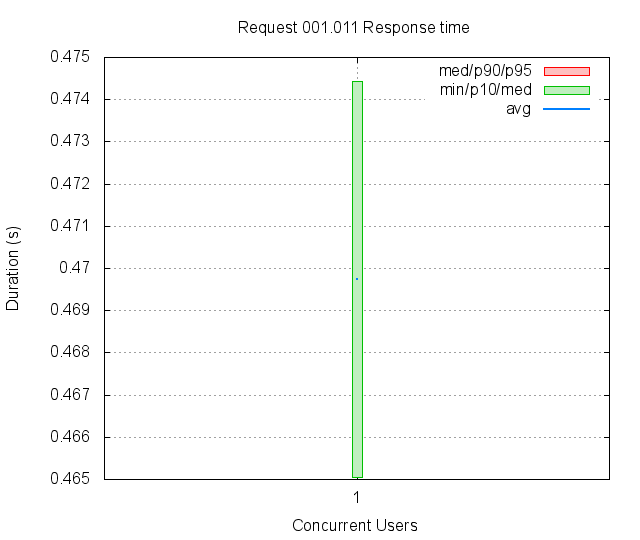 Request 001.011 Response time
0.475
med/p90/p95
0.474
min/p10/med
avg
0.473
0.472
0.471
0.47
0.469
0.468
0.467
0.466
0.465
Duration (s)
1
Concurrent Users